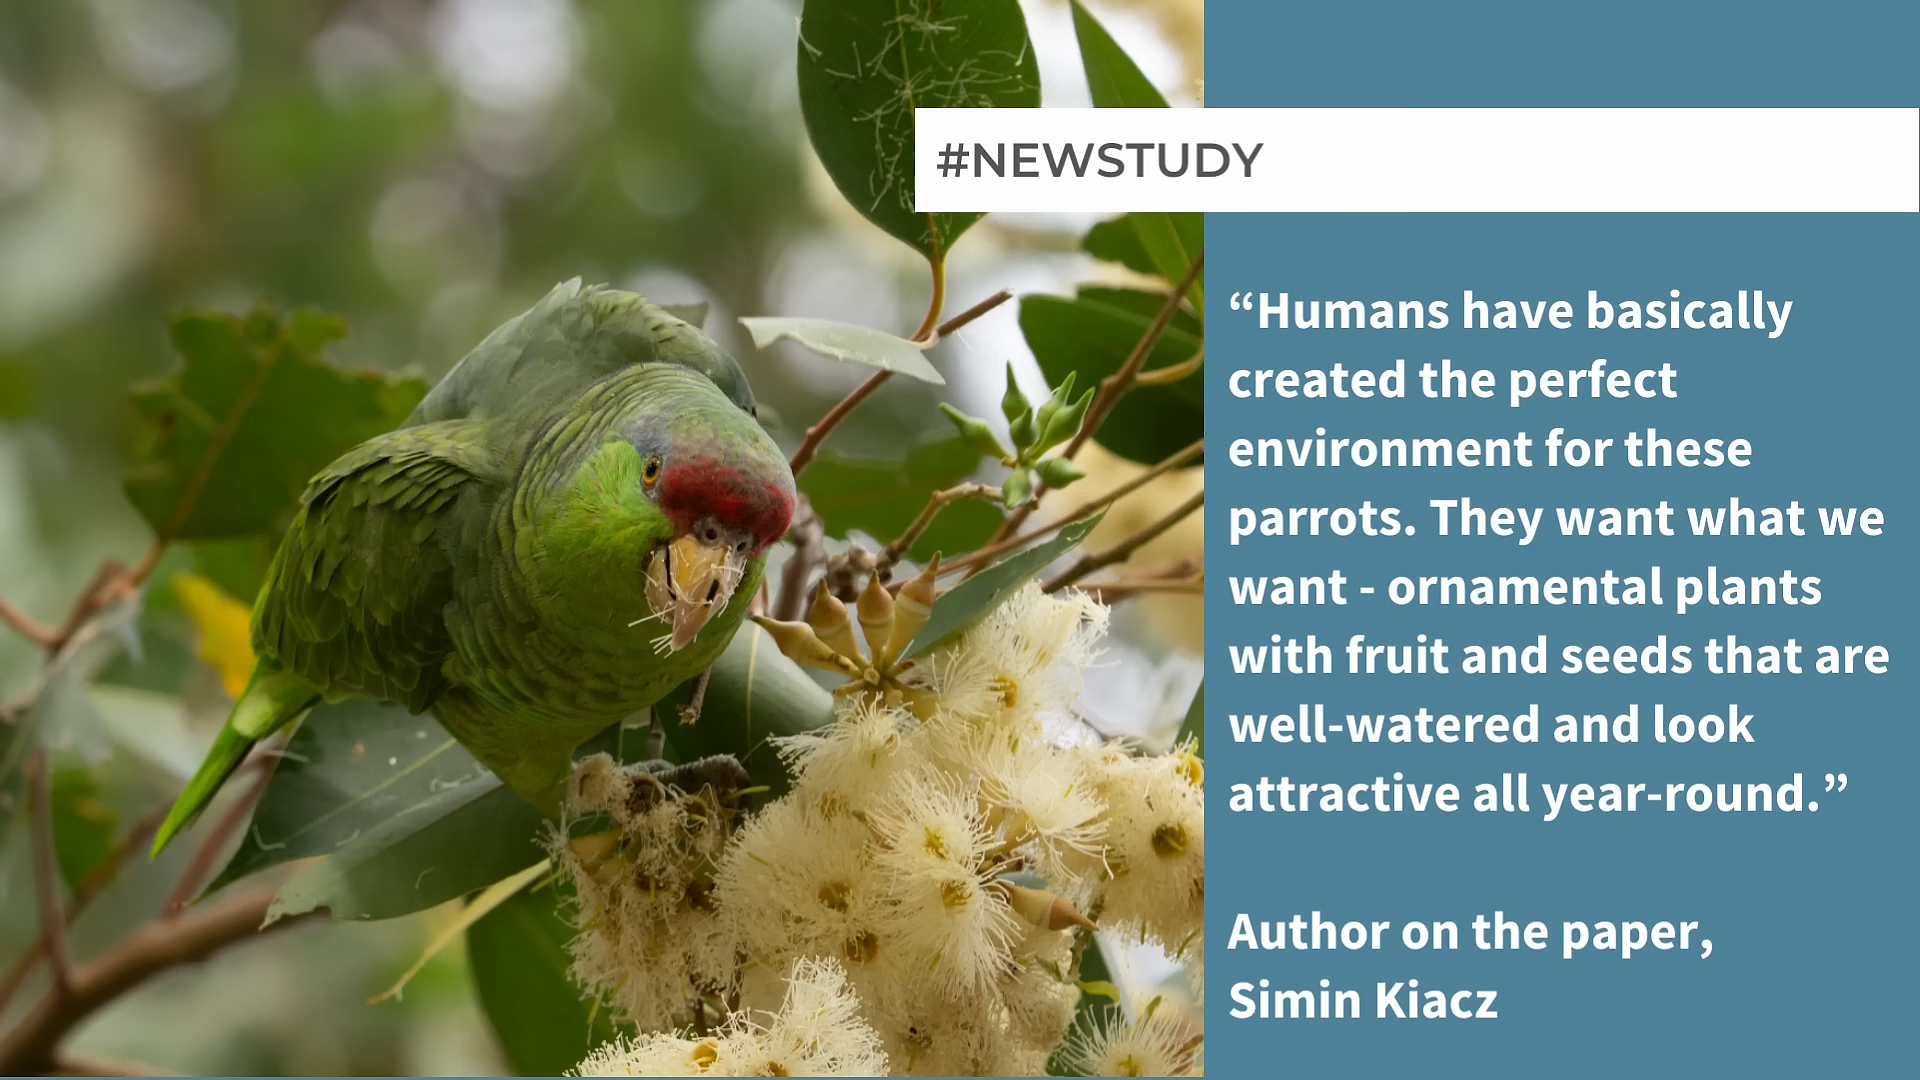 #NEWSTUDY
“Humans have basically
created the perfect
environment for these
parrots. They want what we
want - ornamental plants
with fruit and seeds that are
well-watered and look
attractive all year-round.”
Author on the paper,
Simin Kiacz